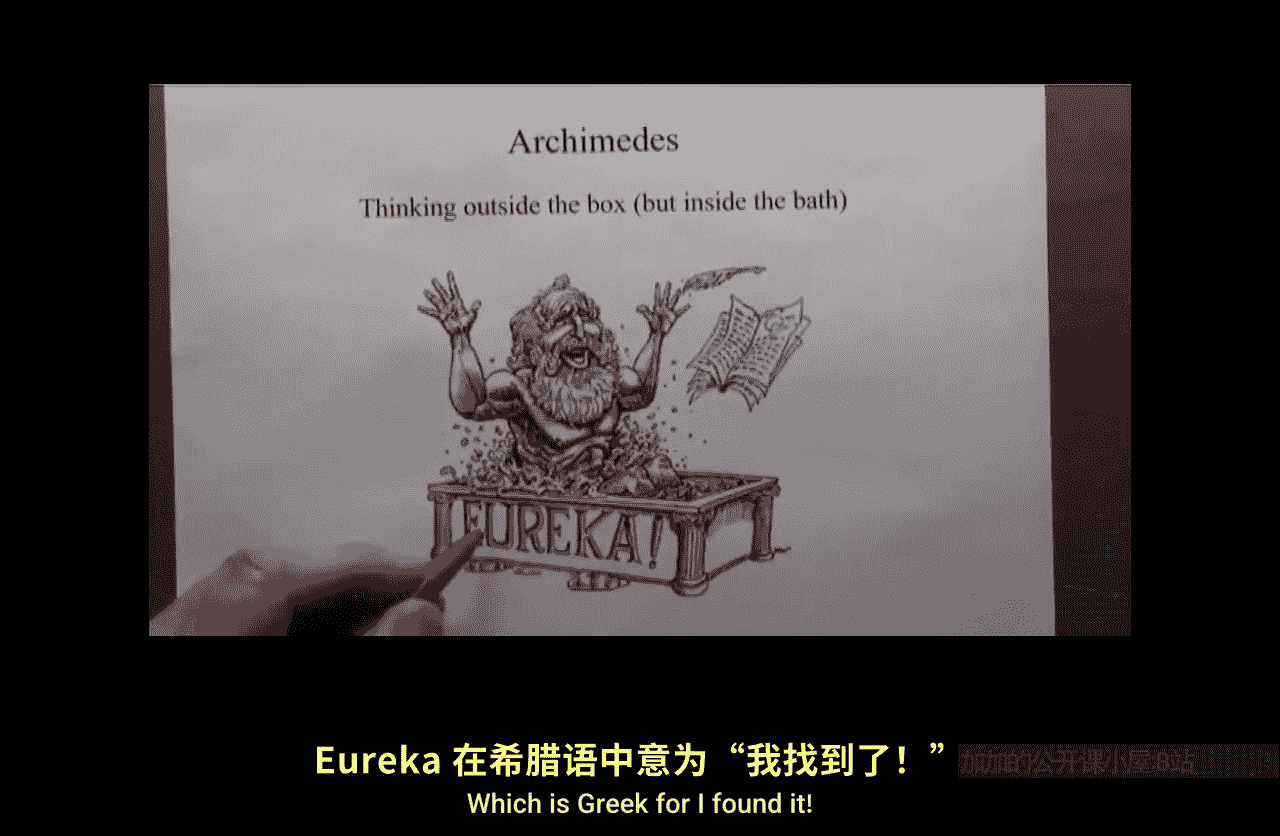 Archimedes
Thinking outside the box (but inside the bath)
EUREKA!
Eureka 在希腊语中意为“我找到了！”
加加的公开课小屋 B站
Which is Greek for I found it!